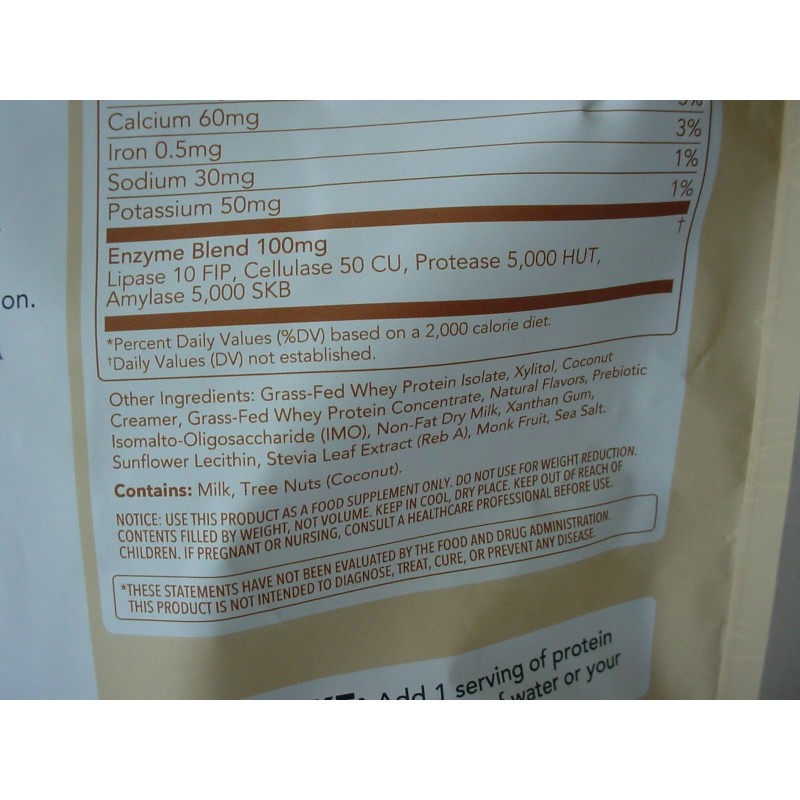 Calcium 60mg
3%
Iron 0.5mg
1%
Sodium 30mg
1%
Potassium 50mg
†
Enzyme Blend 100mg
Lipase 10 FIP, Cellulase 50 CU, Protease 5,000 HUT,
Amylase 5,000 SKB
*Percent Daily Values (%DV) based on a 2,000 calorie diet.
†Daily Values (DV) not established.
Other Ingredients: Grass-Fed Whey Protein Isolate, Xylitol, Coconut
Creamer, Grass-Fed Whey Protein Concentrate, Natural Flavors, Prebiotic
Isomalto-Oligosaccharide (IMO), Non-Fat Dry Milk, Xanthan Gum,
Sunflower Lecithin, Stevia Leaf Extract (Reb A), Monk Fruit, Sea Salt.
Contains: Milk, Tree Nuts (Coconut).
NOTICE: USE THIS PRODUCT AS A FOOD SUPPLEMENT ONLY. DO NOT USE FOR WEIGHT REDUCTION.
CONTENTS FILLED BY WEIGHT, NOT VOLUME. KEEP IN COOL, DRY PLACE. KEEP OUT OF REACH OF
CHILDREN. IF PREGNANT OR NURSING, CONSULT A HEALTHCARE PROFESSIONAL BEFORE USE.
*THESE STATEMENTS HAVE NOT BEEN EVALUATED BY THE FOOD AND DRUG ADMINISTRATION.
THIS PRODUCT IS NOT INTENDED TO DIAGNOSE, TREAT, CURE, OR PREVENT ANY DISEASE.
Add 1 serving of protein
water or your
on.